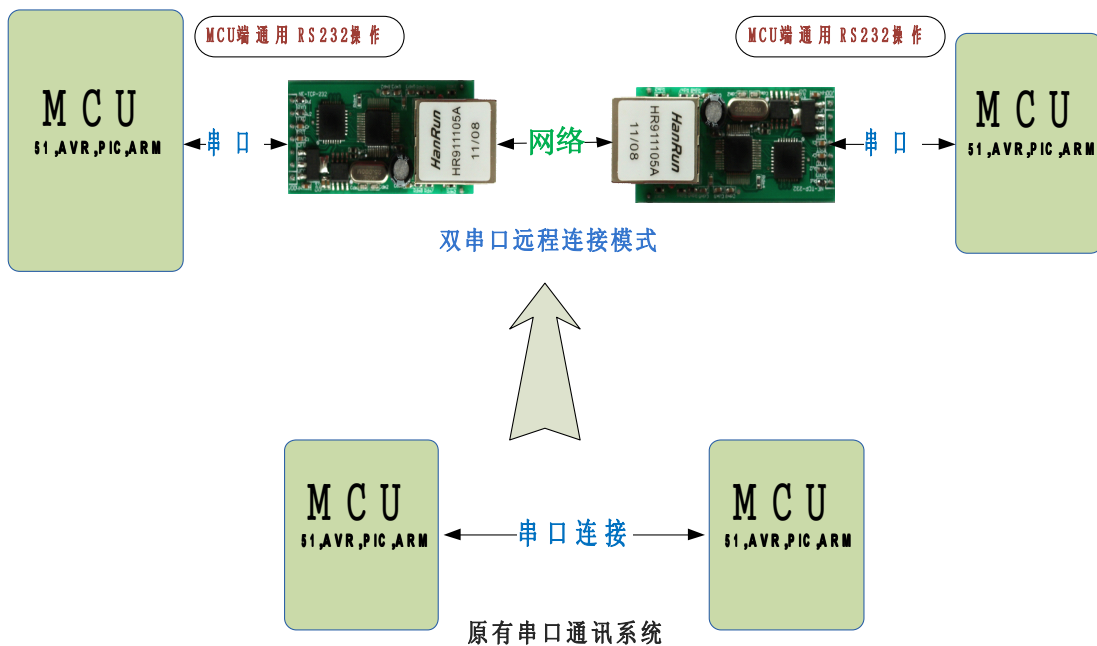 MCU端通用RS232操作
MCU端通用RS232操作
MCU
51,AVR,PIC,ARM
串口
HanRun
HR911105A
11/08
网络
HanRun
HR911105A
11/08
串口
MCU
51,AVR,PIC,ARM
双串口远程连接模式
MCU
51,AVR,PIC,ARM
串口连接
MCU
51,AVR,PIC,ARM
原有串口通讯系统